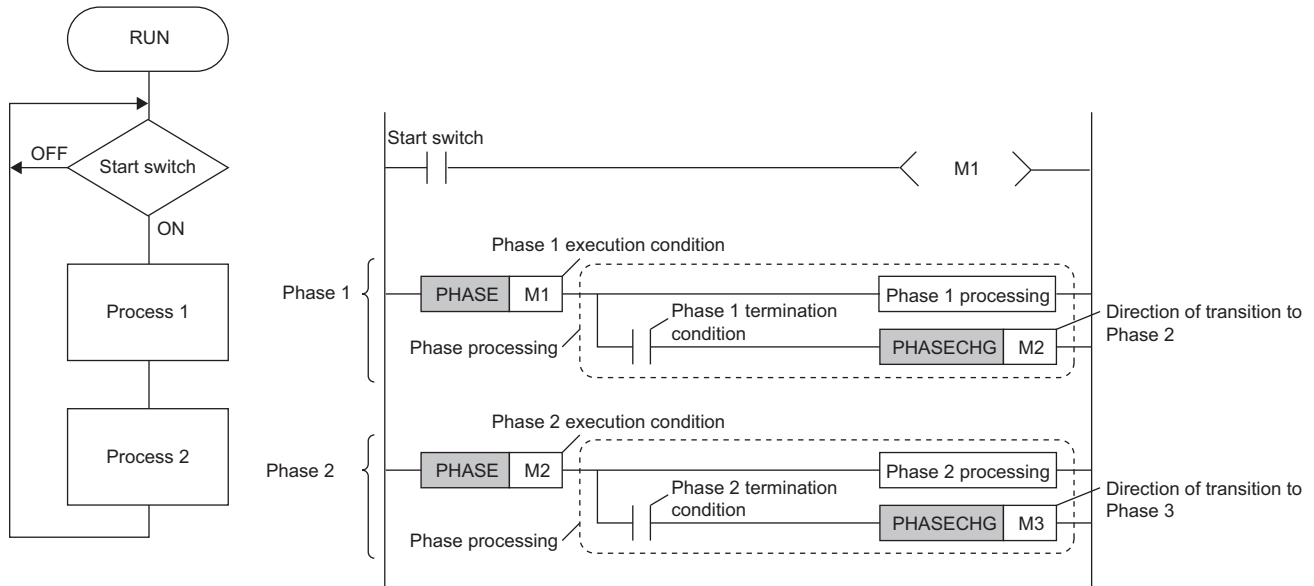 RUN
OFF
Start switch
ON
Process 1
Process 2
Start switch
M1
Phase 1 execution condition
Phase 1
PHASE M1
Phase 1 processing
Phase 1 termination
condition
Phase processing
PHASECHG M2
Direction of transition to
Phase 2
Phase 2 execution condition
Phase 2
PHASE M2
Phase 2 processing
Phase 2 termination
condition
Phase processing
PHASECHG M3
Direction of transition to
Phase 3